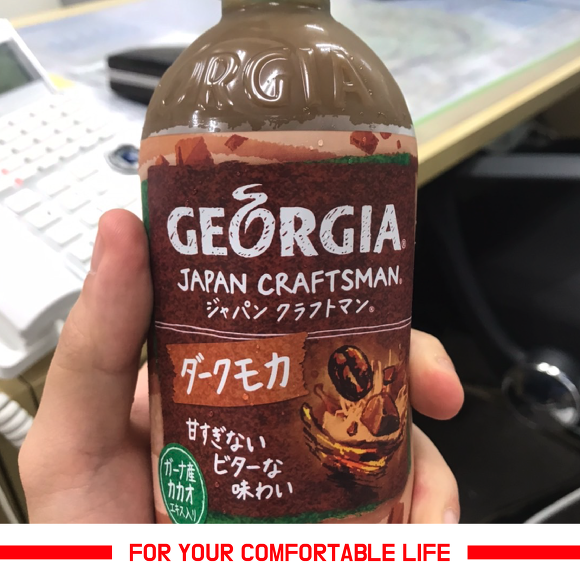 RGIA
GEORGIA®
JAPAN CRAFTSMAN®
ジャパン クラフトマン®
ダークモカ
甘すぎない
ビターな
味わい
ガーナ産
カカオ
エキス入り
FOR YOUR COMFORTABLE LIFE